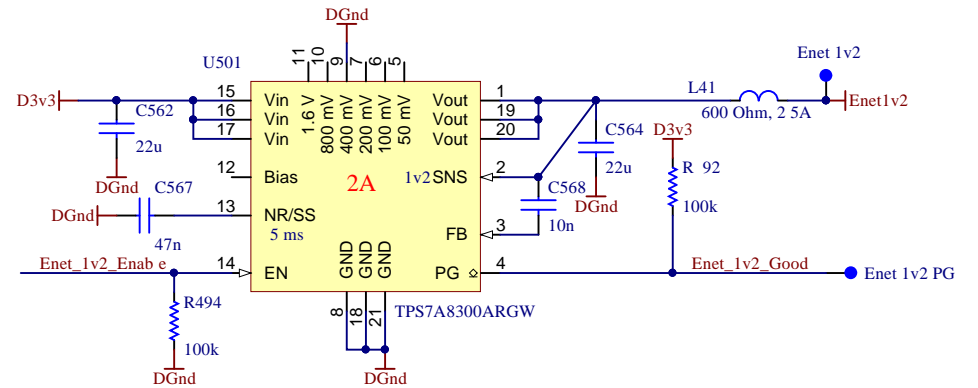 DGnd
Enet 1v2
U501
11
10
9
7
6
5
D3v3
C562
15
Vin
1.6 V
800 mV
400 mV
200 mV
100 mV
50 mV
Vout
1
L41
Enet1v2
16
Vin
Vout
19
600 Ohm, 2 5A
17
Vin
Vout
20
C564
D3v3
22u
22u
12
Bias
2A
1v2
SNS
2
R 92
DGnd
C567
C568
DGnd
DGnd
13
NR/SS
100k
47n
5 ms
FB
3
10n
Enet_1v2_Enab e
14
EN
GND
GND
GND
PG
4
Enet_1v2_Good
Enet 1v2 PG
R494
8
18
21
TPS7A8300ARGW
100k
DGnd
DGnd